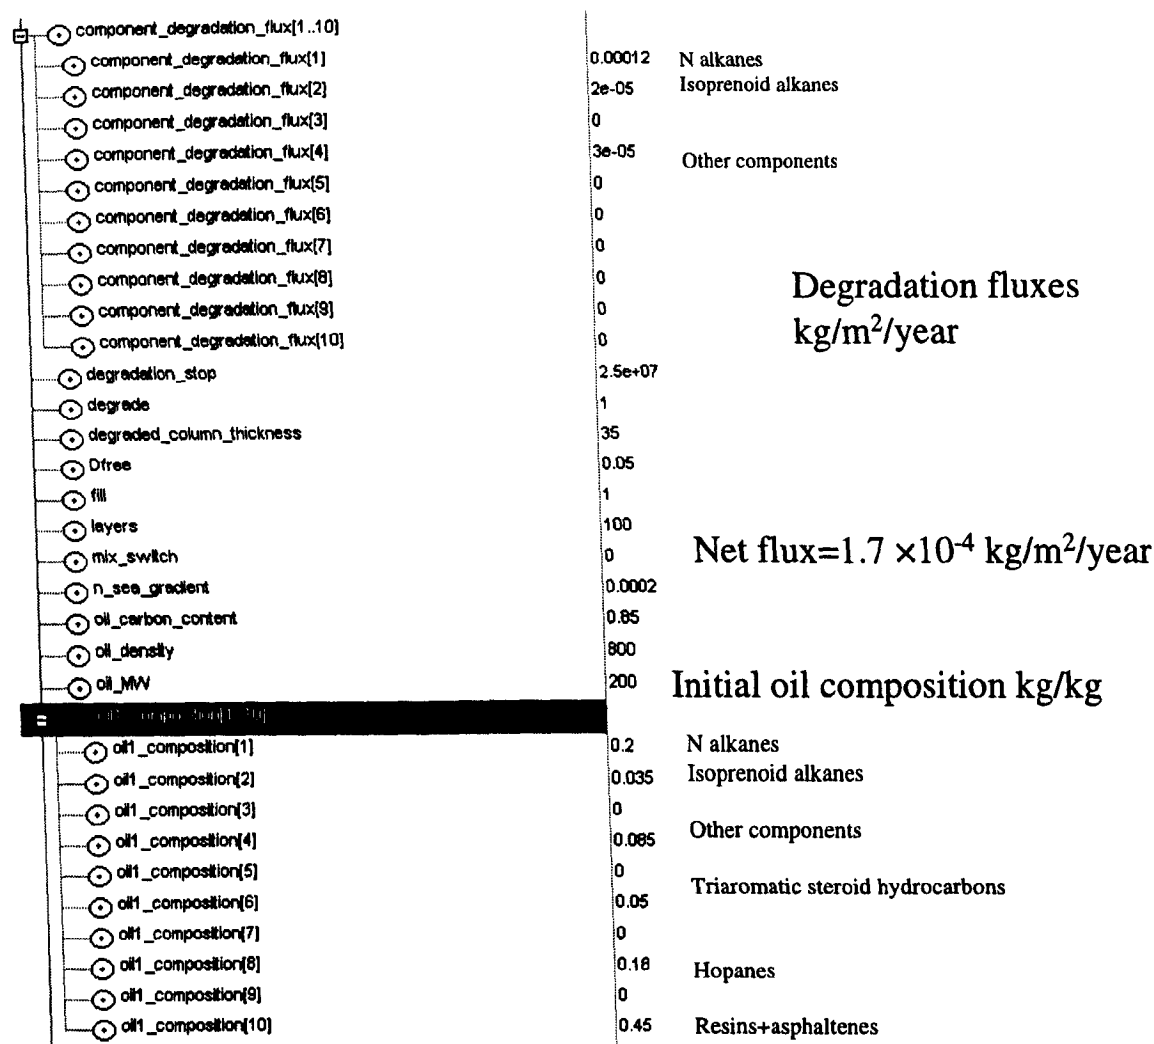 component_degradation_flux[1..10]
component_degradation_flux[1] 0.00012 N alkanes
component_degradation_flux[2] 2e-05 Isoprenoid alkanes
component_degradation_flux[3] 0
component_degradation_flux[4] 3e-05 Other components
component_degradation_flux[5] 0
component_degradation_flux[6] 0
component_degradation_flux[7] 0
component_degradation_flux[8] 0
component_degradation_flux[9] 0
component_degradation_flux[10] 0
Degradation fluxes
kg/m²/year
degradation_stop 2.5e+07
degrade 1
degraded_column_thickness 35
Dfree 0.05
fill 1
layers 100
mix_switch 0
Net flux=1.7 ×10⁻⁴ kg/m²/year
n_sea_gradient 0.0002
oil_carbon_content 0.85
oil_density 800
oil_MW 200
Initial oil composition kg/kg
oil1_composition[1..10]
oil1_composition[1] 0.2 N alkanes
oil1_composition[2] 0.035 Isoprenoid alkanes
oil1_composition[3] 0
oil1_composition[4] 0.085 Other components
oil1_composition[5] 0
oil1_composition[6] 0.05 Triaromatic steroid hydrocarbons
oil1_composition[7] 0
oil1_composition[8] 0.18 Hopanes
oil1_composition[9] 0
oil1_composition[10] 0.45 Resins+asphaltenes